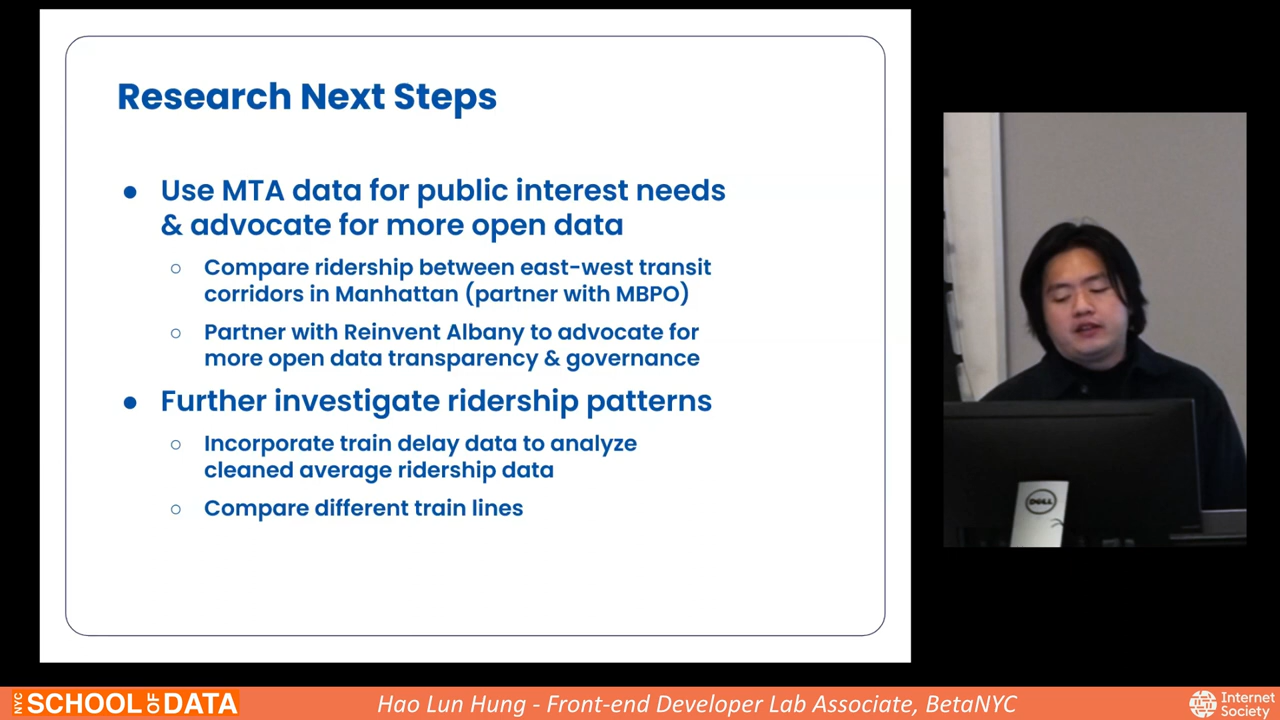 Research Next Steps
● Use MTA data for public interest needs
& advocate for more open data
○ Compare ridership between east-west transit
corridors in Manhattan (partner with MBPO)
○ Partner with Reinvent Albany to advocate for
more open data transparency & governance
● Further investigate ridership patterns
○ Incorporate train delay data to analyze
cleaned average ridership data
○ Compare different train lines
DELL
NYC SCHOOL OF DATA
Hao Lun Hung - Front-end Developer Lab Associate, BetaNYC
Internet
Society